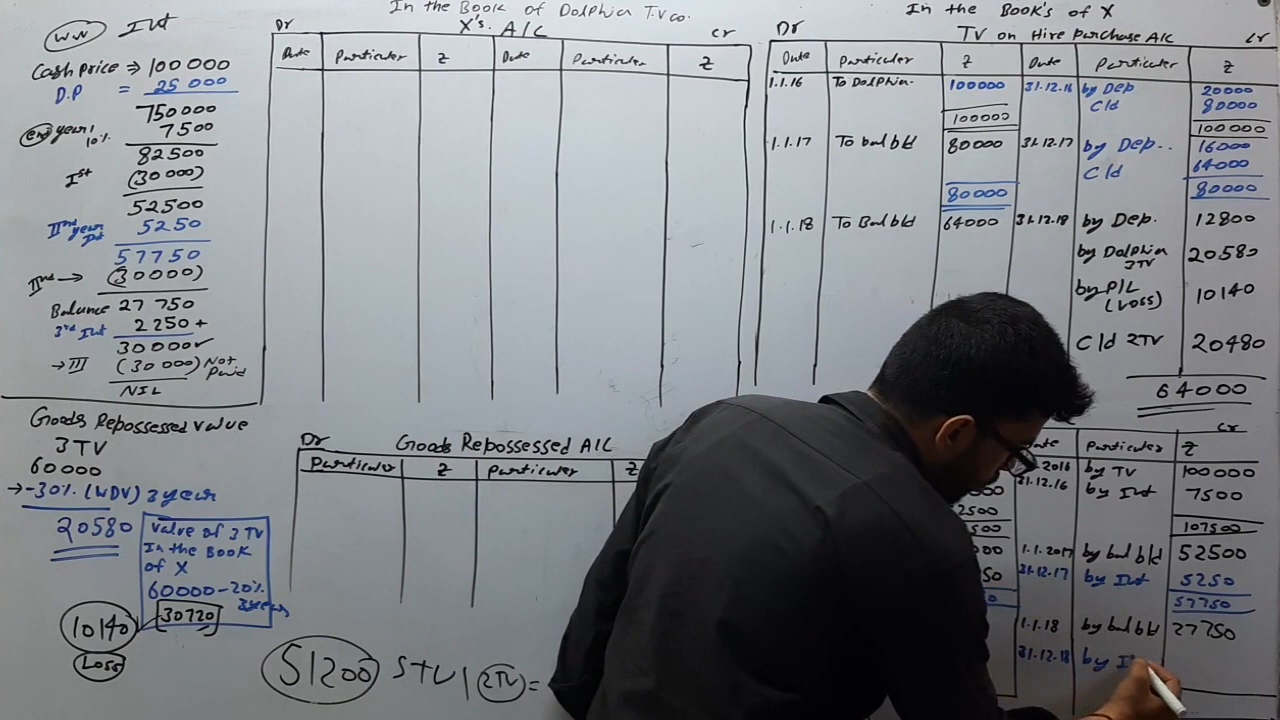 W.N Int
Cash price ⇒ 100000
D.P = 25000
750000
end year 10% 7500
82500
Ist (30000)
52500
IInd year Int 5250
57750
IInd → (30000)
Balance 27750
3rd Int 2250 +
30000✓
→ III (30000) Not Paid
NIL
Goods Repossessed value
3 TV
60000
→ -30% (WDV) 3 year
20580
value of 3 TV
In the Book
of X
60000 - 20%
3 years
30720
10140
Loss
In the Book of Dolphin T.V co.
Dr X's. A/C Cr
Date Particular Z Date Particular Z
Dr Goods Repossessed A/C
Particular Z Particular Z
51200 5TV | 2TV =
In the Book's of X
Dr TV on Hire purchase A/c Cr
Date Particular Z Date Particular Z
1.1.16 To Dolphin- 100000 31.12.16 by Dep 20000
C/d 80000
100000 100000
1.1.17 To bal b/d 80000 31.12.17 by Dep.. 16000
C/d 64000
80000 80000
1.1.18 To Bal b/d 64000 31.12.18 by Dep. 12800
by Dolphin 3TV 20580
by P/L (Loss) 10140
C/d 2TV 20480
64000
Cr
Particular Z
2016 by TV 100000
31.12.16 by Int 7500
2500
500 107500
1.1.2017 by bal b/d 52500
31.12.17 by Int 5250
57750
1.1.18 by bal b/d 27750
31.12.18 by I